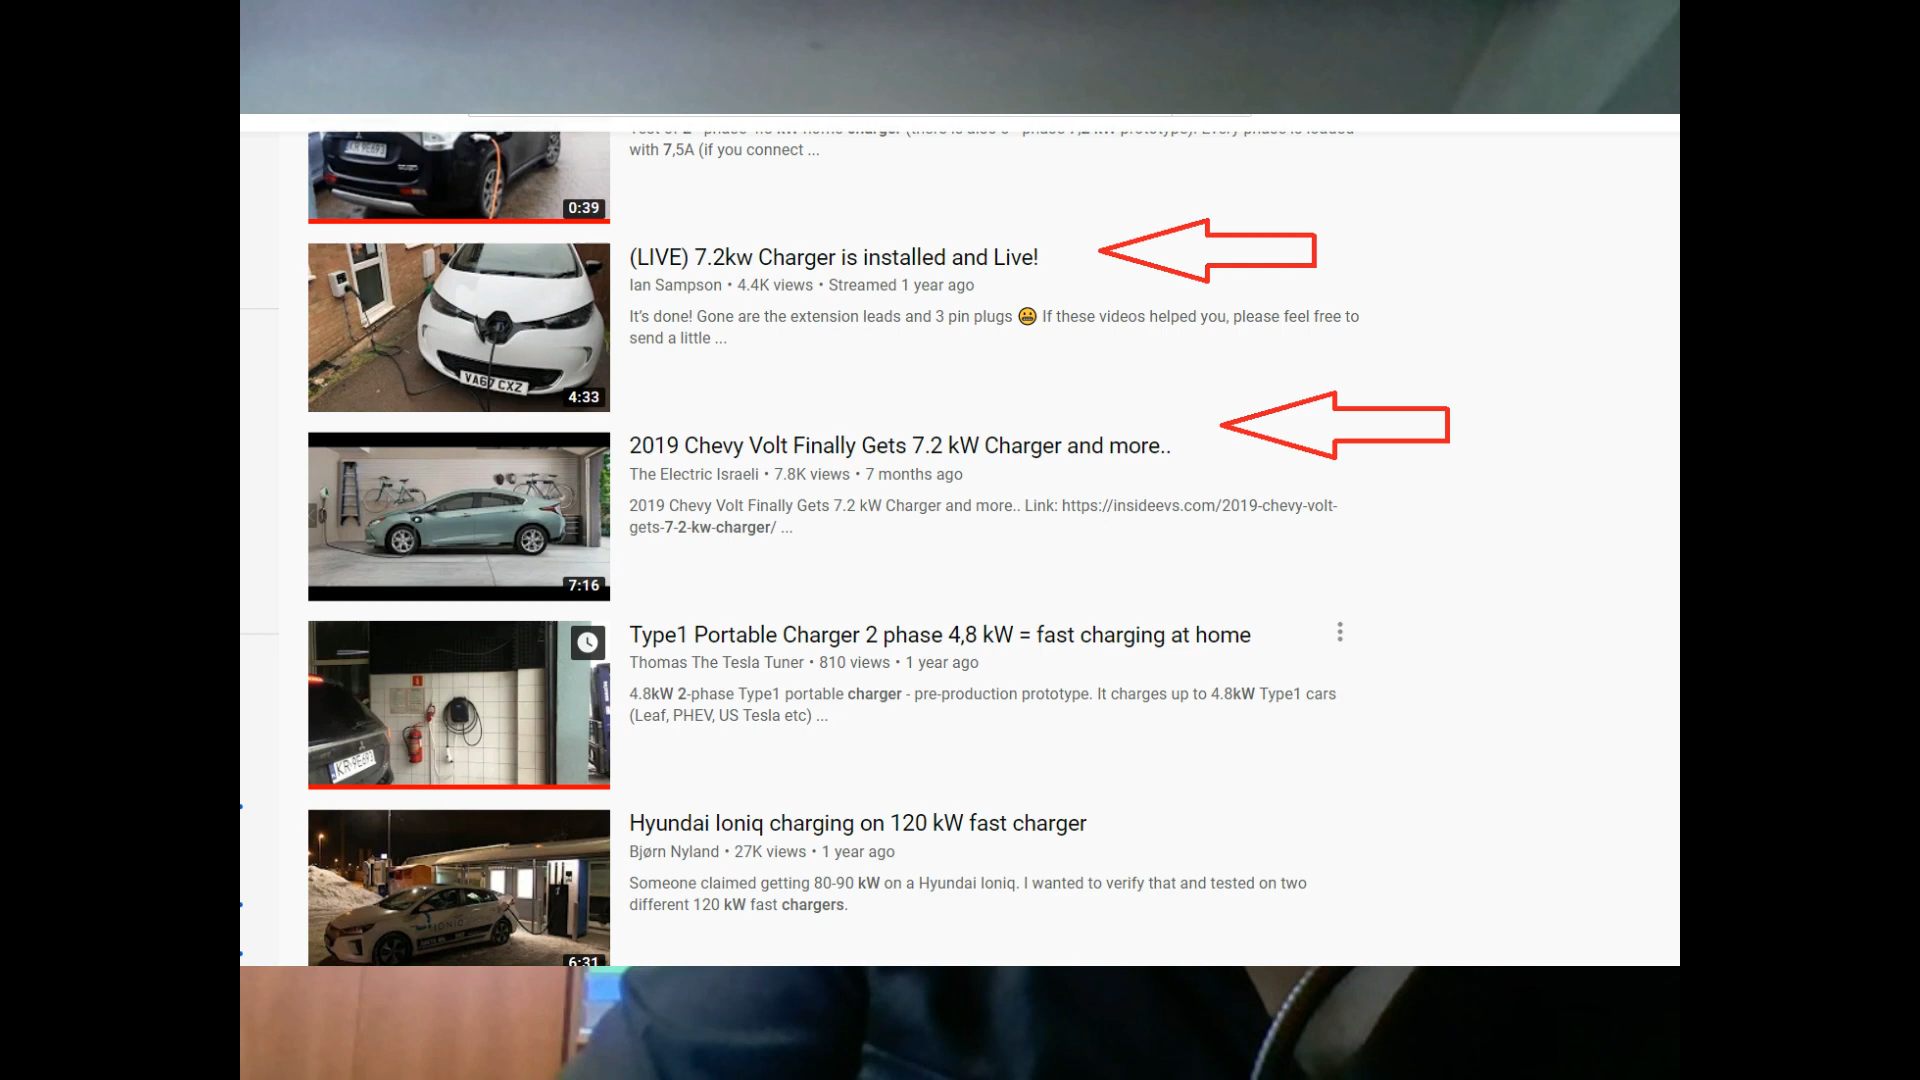 with 7,5A (if you connect ...
KR 9E693
0:39
(LIVE) 7.2kw Charger is installed and Live!
Ian Sampson • 4.4K views • Streamed 1 year ago
It's done! Gone are the extension leads and 3 pin plugs 😬 If these videos helped you, please feel free to
send a little ...
VA67 CXZ
4:33
2019 Chevy Volt Finally Gets 7.2 kW Charger and more..
The Electric Israeli • 7.8K views • 7 months ago
2019 Chevy Volt Finally Gets 7.2 kW Charger and more.. Link: https://insideevs.com/2019-chevy-volt-
gets-7-2-kw-charger/ ...
7:16
Type1 Portable Charger 2 phase 4,8 kW = fast charging at home
Thomas The Tesla Tuner • 810 views • 1 year ago
4.8kW 2-phase Type1 portable charger - pre-production prototype. It charges up to 4.8kW Type1 cars
(Leaf, PHEV, US Tesla etc) ...
KR 9E693
Hyundai Ioniq charging on 120 kW fast charger
Bjørn Nyland • 27K views • 1 year ago
Someone claimed getting 80-90 kW on a Hyundai Ioniq. I wanted to verify that and tested on two
different 120 kW fast chargers.
IONIQ
6:31